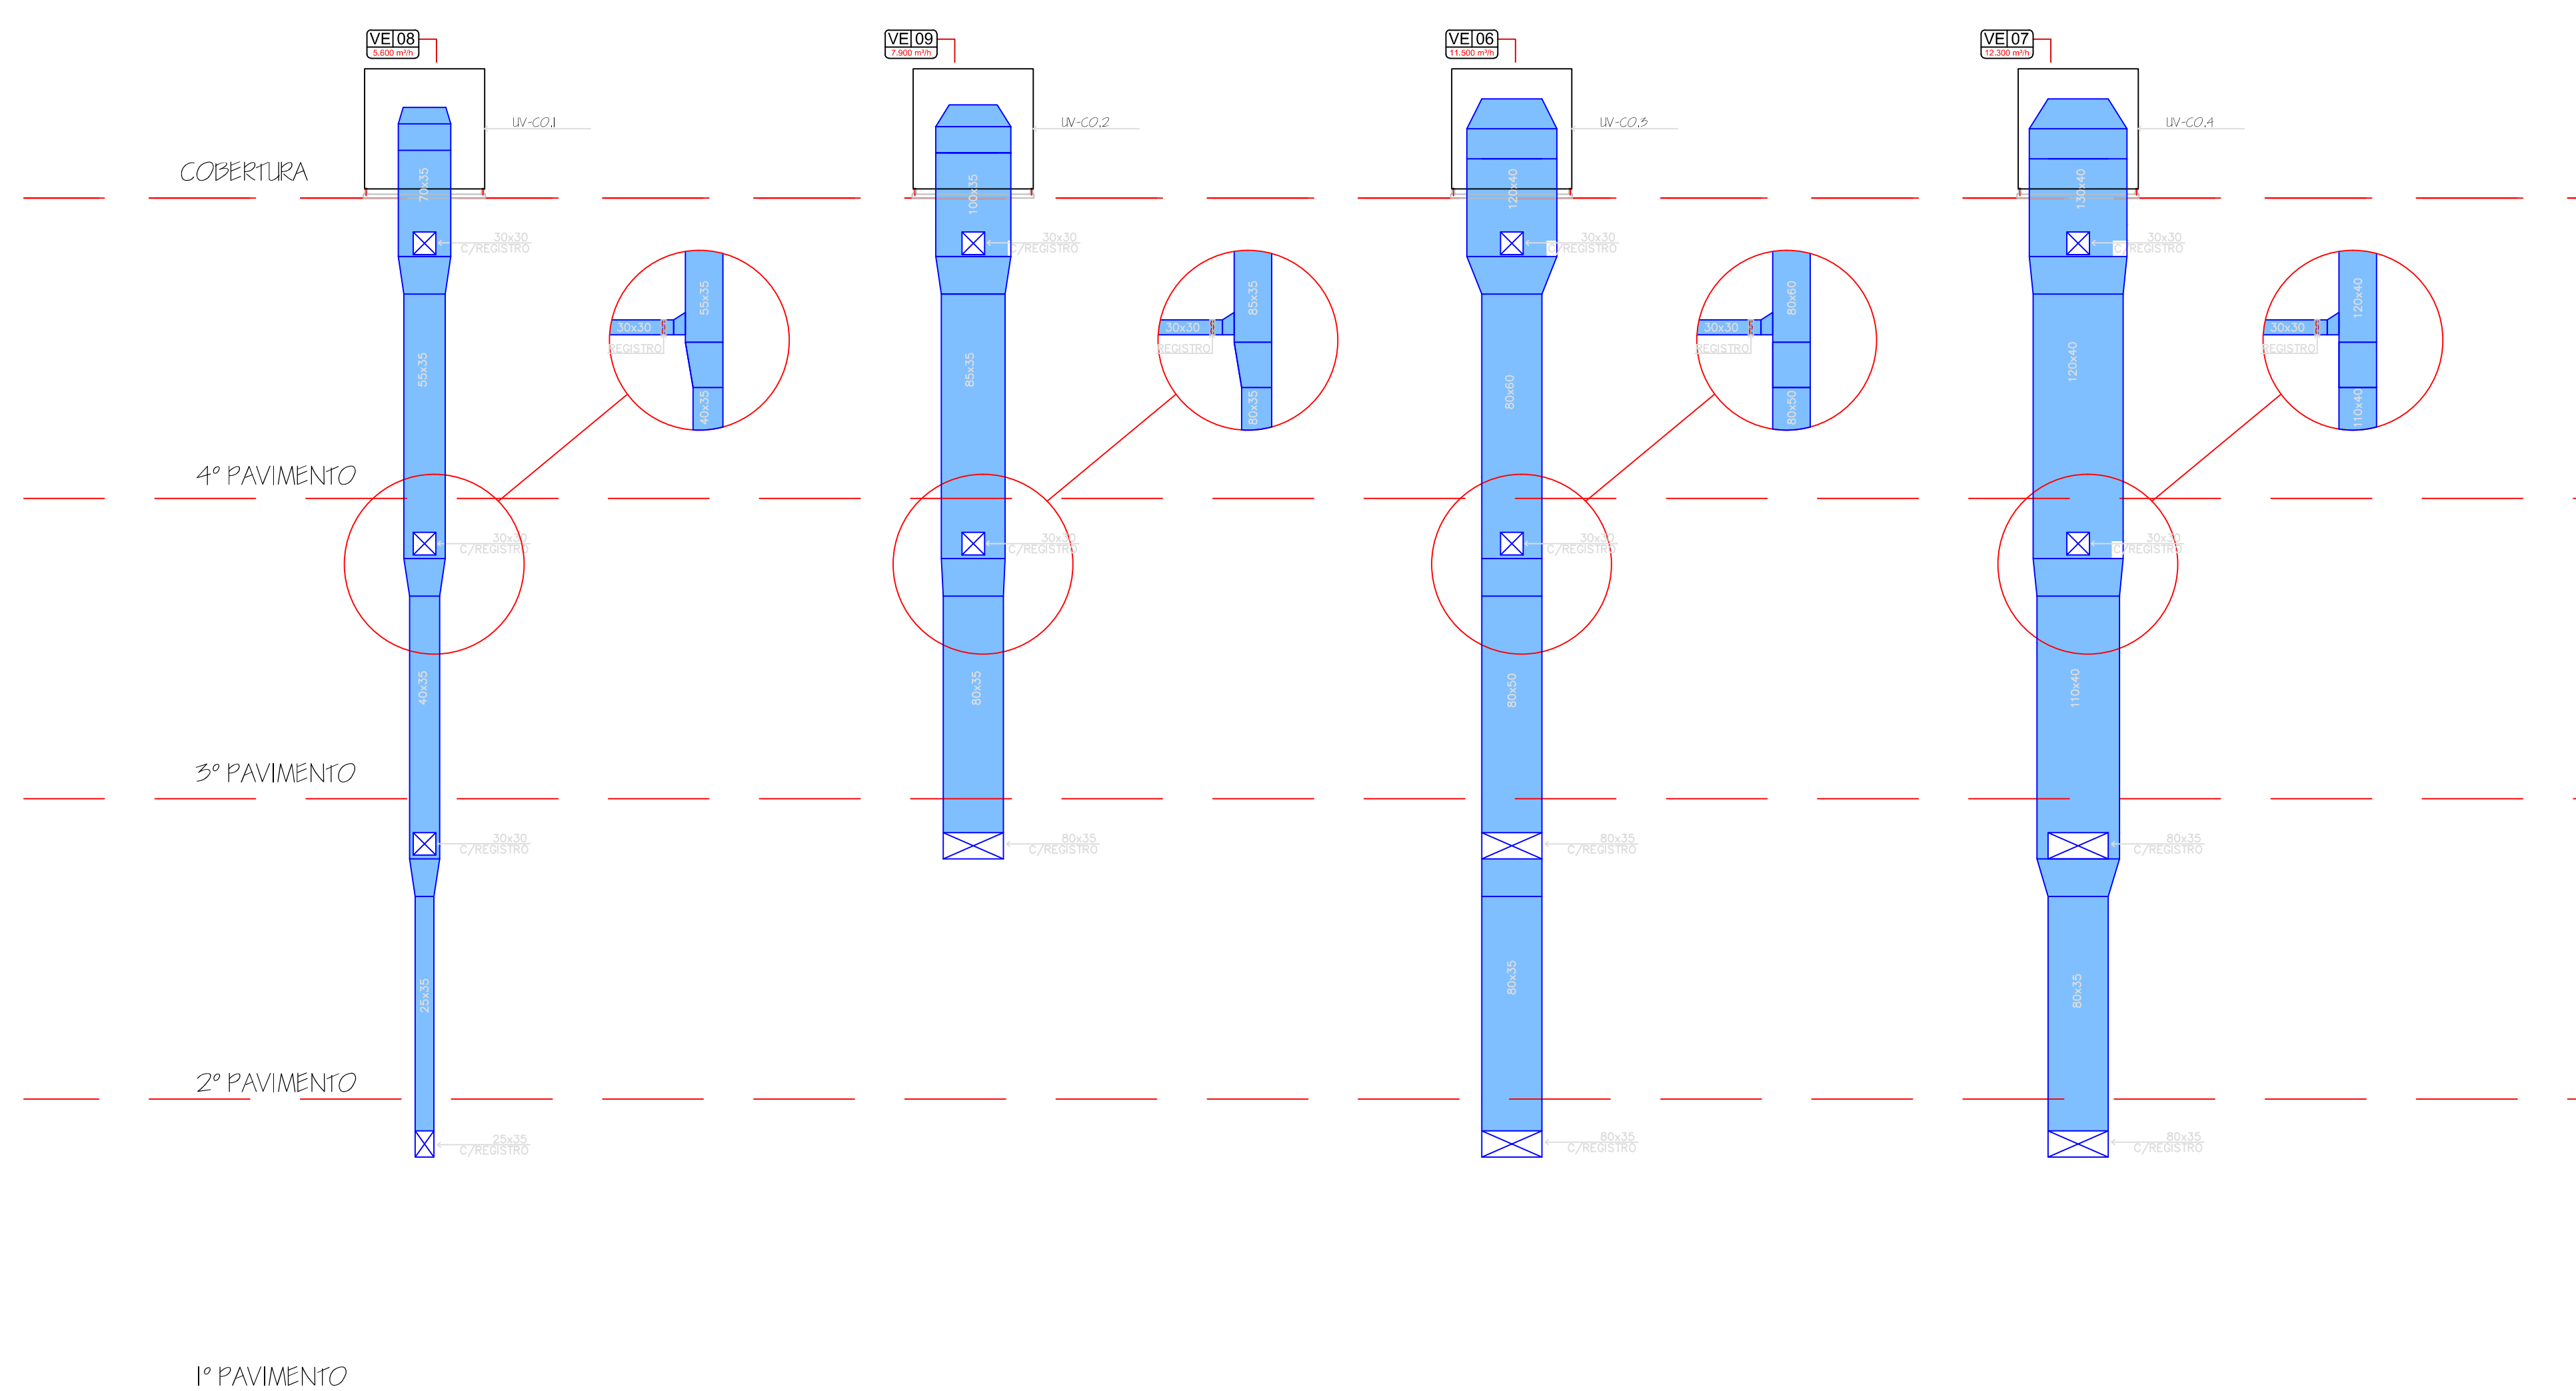 VE 08
5.600 m³/h
VE 09
7.900 m³/h
VE 06
11.500 m³/h
VE 07
12.300 m³/h
UV-CO.1
UV-CO.2
UV-CO.3
UV-CO.4
COBERTURA
70x35
100x35
120x40
130x40
30x30
C/REGISTRO
30x30
C/REGISTRO
30x30
C/REGISTRO
30x30
C/REGISTRO
55x35
30x30
REGISTRO
40x35
85x35
30x30
REGISTRO
80x35
80x60
30x30
REGISTRO
80x50
120x40
30x30
REGISTRO
110x40
55x35
85x35
80x60
120x40
4º PAVIMENTO
30x30
C/REGISTRO
30x30
C/REGISTRO
30x30
C/REGISTRO
30x30
C/REGISTRO
40x35
80x35
80x50
110x40
3º PAVIMENTO
30x30
C/REGISTRO
80x35
C/REGISTRO
80x35
C/REGISTRO
80x35
C/REGISTRO
25x35
80x35
80x35
2º PAVIMENTO
25x35
C/REGISTRO
80x35
C/REGISTRO
80x35
C/REGISTRO
1º PAVIMENTO